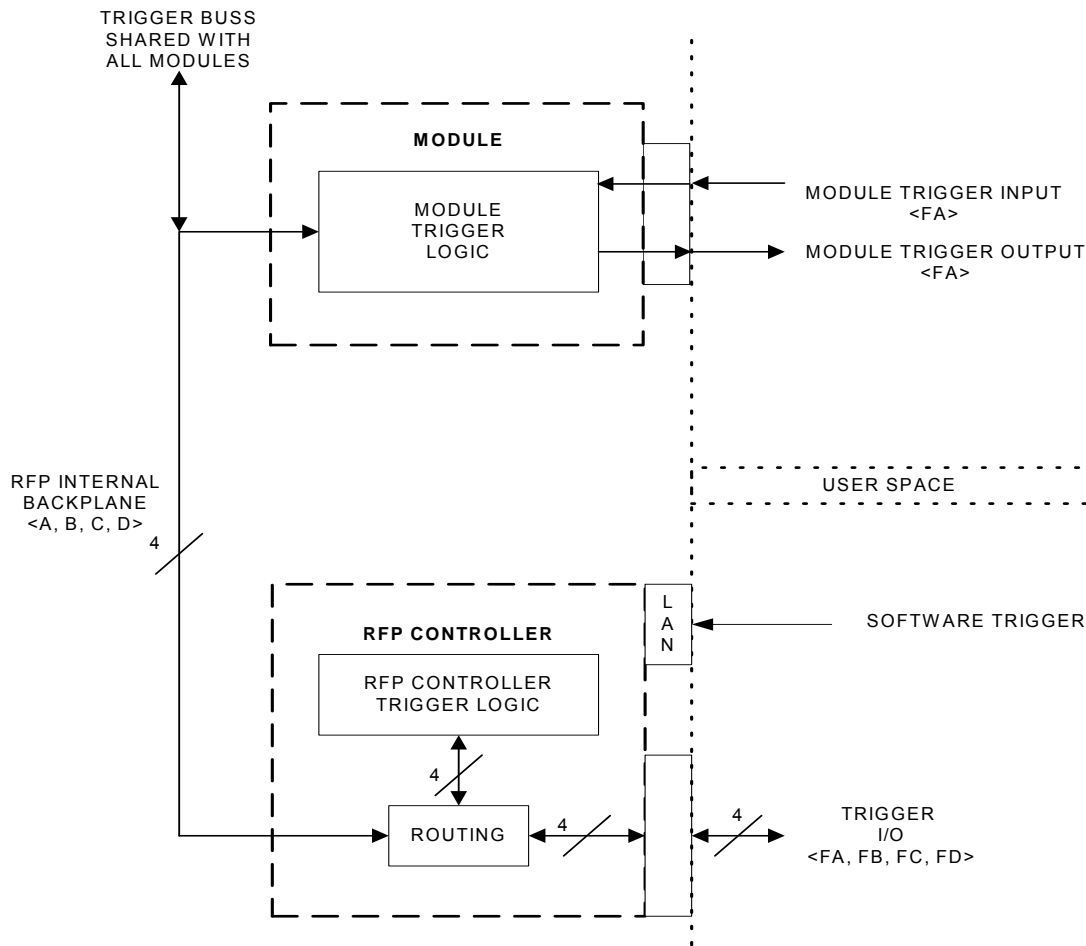 TRIGGER BUSS
SHARED WITH
ALL MODULES
MODULE
MODULE
TRIGGER
LOGIC
MODULE TRIGGER INPUT
<FA>
MODULE TRIGGER OUTPUT
<FA>
RFP INTERNAL
BACKPLANE
<A, B, C, D>
4
USER SPACE
L
A
N
SOFTWARE TRIGGER
RFP CONTROLLER
RFP CONTROLLER
TRIGGER LOGIC
4
ROUTING
4
4
TRIGGER
I/O
<FA, FB, FC, FD>